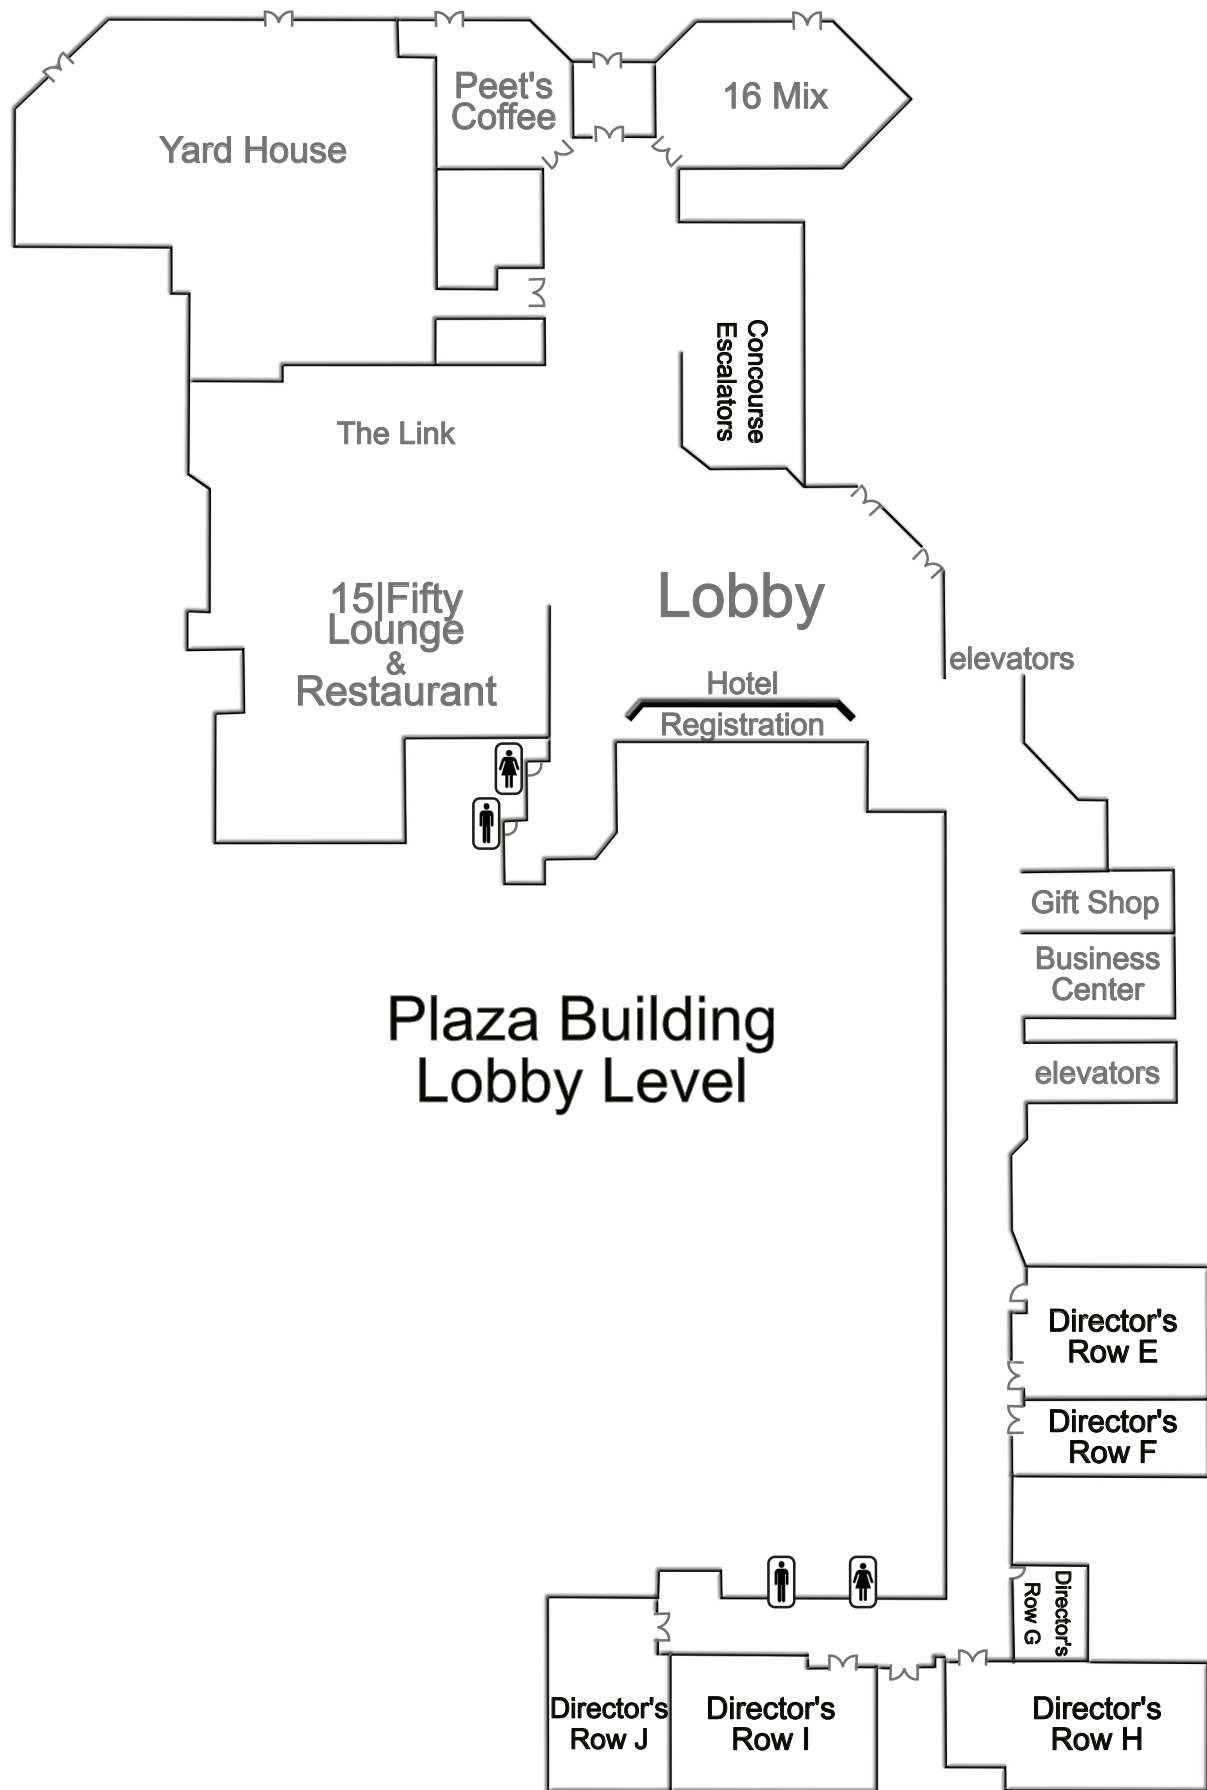 Peet's
Coffee
16 Mix
Yard House
Concourse
Escalators
The Link
15|Fifty
Lounge
&
Restaurant
Lobby
elevators
Hotel
Registration
Gift Shop
Business
Center
elevators
Plaza Building
Lobby Level
Director's
Row E
Director's
Row F
Director's
Row G
Director's
Row J
Director's
Row I
Director's
Row H